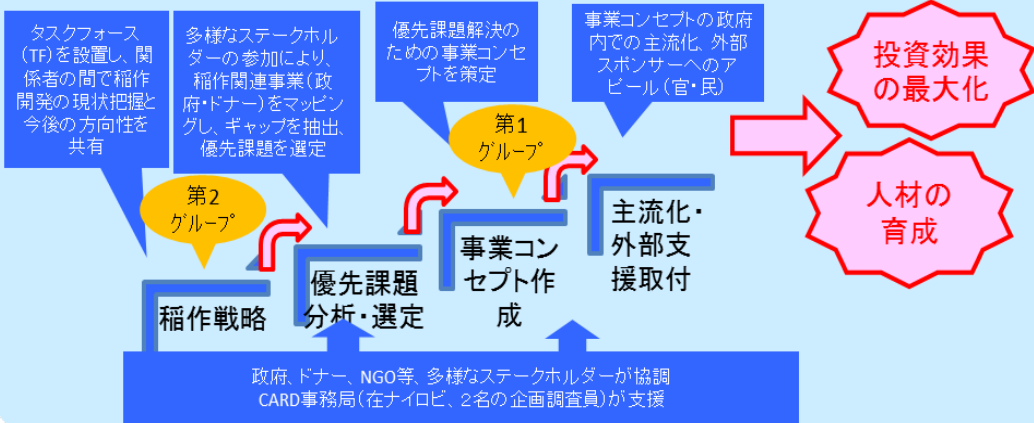 タスクフォース
(TF)を設置し、関
係者の間で稲作
開発の現状把握と
今後の方向性を
共有
多様なステークホル
ダーの参加により、
稲作関連事業(政
府・ドナー)をマッピン
グし、ギャップを抽出、
優先課題を選定
優先課題解決の
ための事業コンセ
プトを策定
事業コンセプトの政府
内での主流化、外部
スポンサーへのア
ピール(官・民)
投資効果
の最大化
人材の
育成
第2
グループ
第1
グループ
稲作戦略
優先課題
分析・選定
事業コン
セプト作
成
主流化・
外部支
援取付
政府、ドナー、NGO等、多様なステークホルダーが協調
CARD事務局(在ナイロビ、2名の企画調査員)が支援